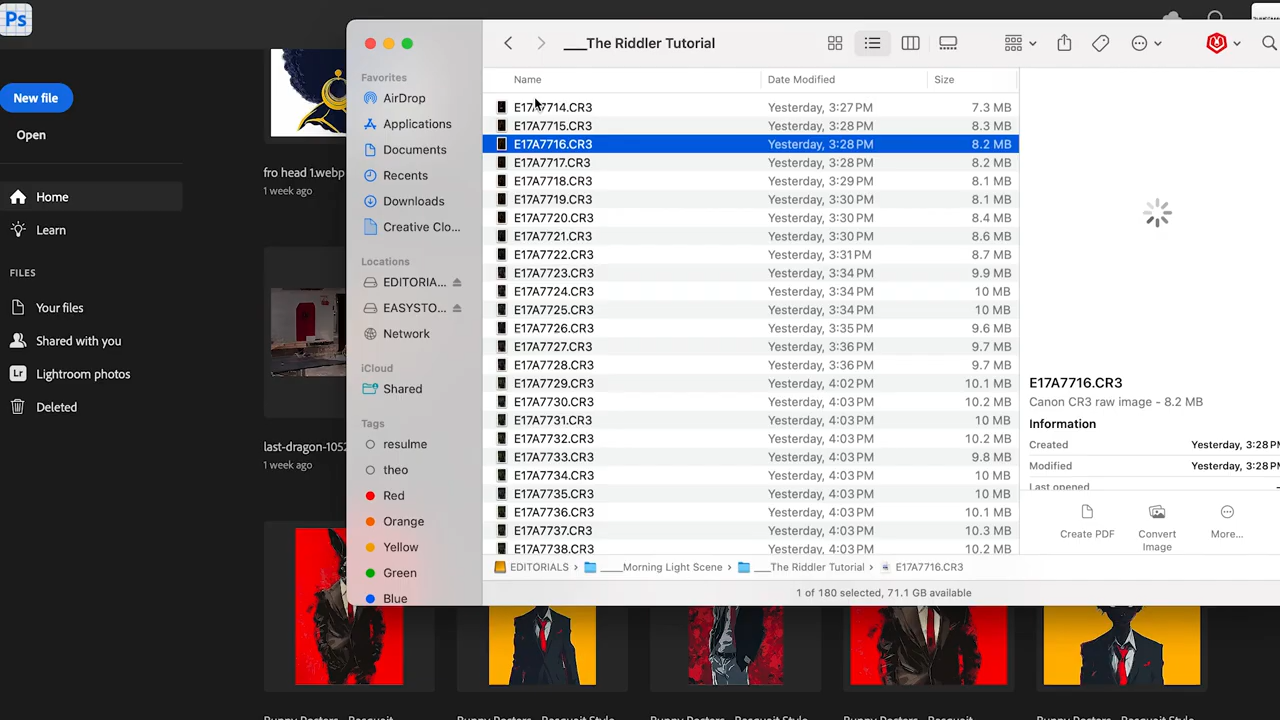 Ps
New file
Open
Home
Learn
FILES
Your files
Shared with you
Lr Lightroom photos
Deleted
fro head 1.webp
1 week ago
last-dragon-1052
1 week ago
___The Riddler Tutorial
Favorites
AirDrop
Applications
Documents
Recents
Downloads
Creative Clo...
Locations
EDITORIA...
EASYSTO...
Network
iCloud
Shared
Tags
resulme
theo
Red
Orange
Yellow
Green
Blue
Name Date Modified Size
E17A7714.CR3 Yesterday, 3:27 PM 7.3 MB
E17A7715.CR3 Yesterday, 3:28 PM 8.3 MB
E17A7716.CR3 Yesterday, 3:28 PM 8.2 MB
E17A7717.CR3 Yesterday, 3:28 PM 8.2 MB
E17A7718.CR3 Yesterday, 3:29 PM 8.1 MB
E17A7719.CR3 Yesterday, 3:30 PM 8.1 MB
E17A7720.CR3 Yesterday, 3:30 PM 8.4 MB
E17A7721.CR3 Yesterday, 3:30 PM 8.6 MB
E17A7722.CR3 Yesterday, 3:31 PM 8.7 MB
E17A7723.CR3 Yesterday, 3:34 PM 9.9 MB
E17A7724.CR3 Yesterday, 3:34 PM 10 MB
E17A7725.CR3 Yesterday, 3:34 PM 10 MB
E17A7726.CR3 Yesterday, 3:35 PM 9.6 MB
E17A7727.CR3 Yesterday, 3:36 PM 9.7 MB
E17A7728.CR3 Yesterday, 3:36 PM 9.7 MB
E17A7729.CR3 Yesterday, 4:02 PM 10.1 MB
E17A7730.CR3 Yesterday, 4:03 PM 10.2 MB
E17A7731.CR3 Yesterday, 4:03 PM 10 MB
E17A7732.CR3 Yesterday, 4:03 PM 10.2 MB
E17A7733.CR3 Yesterday, 4:03 PM 9.8 MB
E17A7734.CR3 Yesterday, 4:03 PM 10 MB
E17A7735.CR3 Yesterday, 4:03 PM 10 MB
E17A7736.CR3 Yesterday, 4:03 PM 10.1 MB
E17A7737.CR3 Yesterday, 4:03 PM 10.3 MB
E17A7738.CR3 Yesterday, 4:03 PM 10.2 MB
E17A7716.CR3
Canon CR3 raw image - 8.2 MB
Information
Created Yesterday, 3:28 PM
Modified Yesterday, 3:28 PM
Last opened
Create PDF
Convert Image
More...
EDITORIALS › ____Morning Light Scene › ___The Riddler Tutorial › E17A7716.CR3
1 of 180 selected, 71.1 GB available